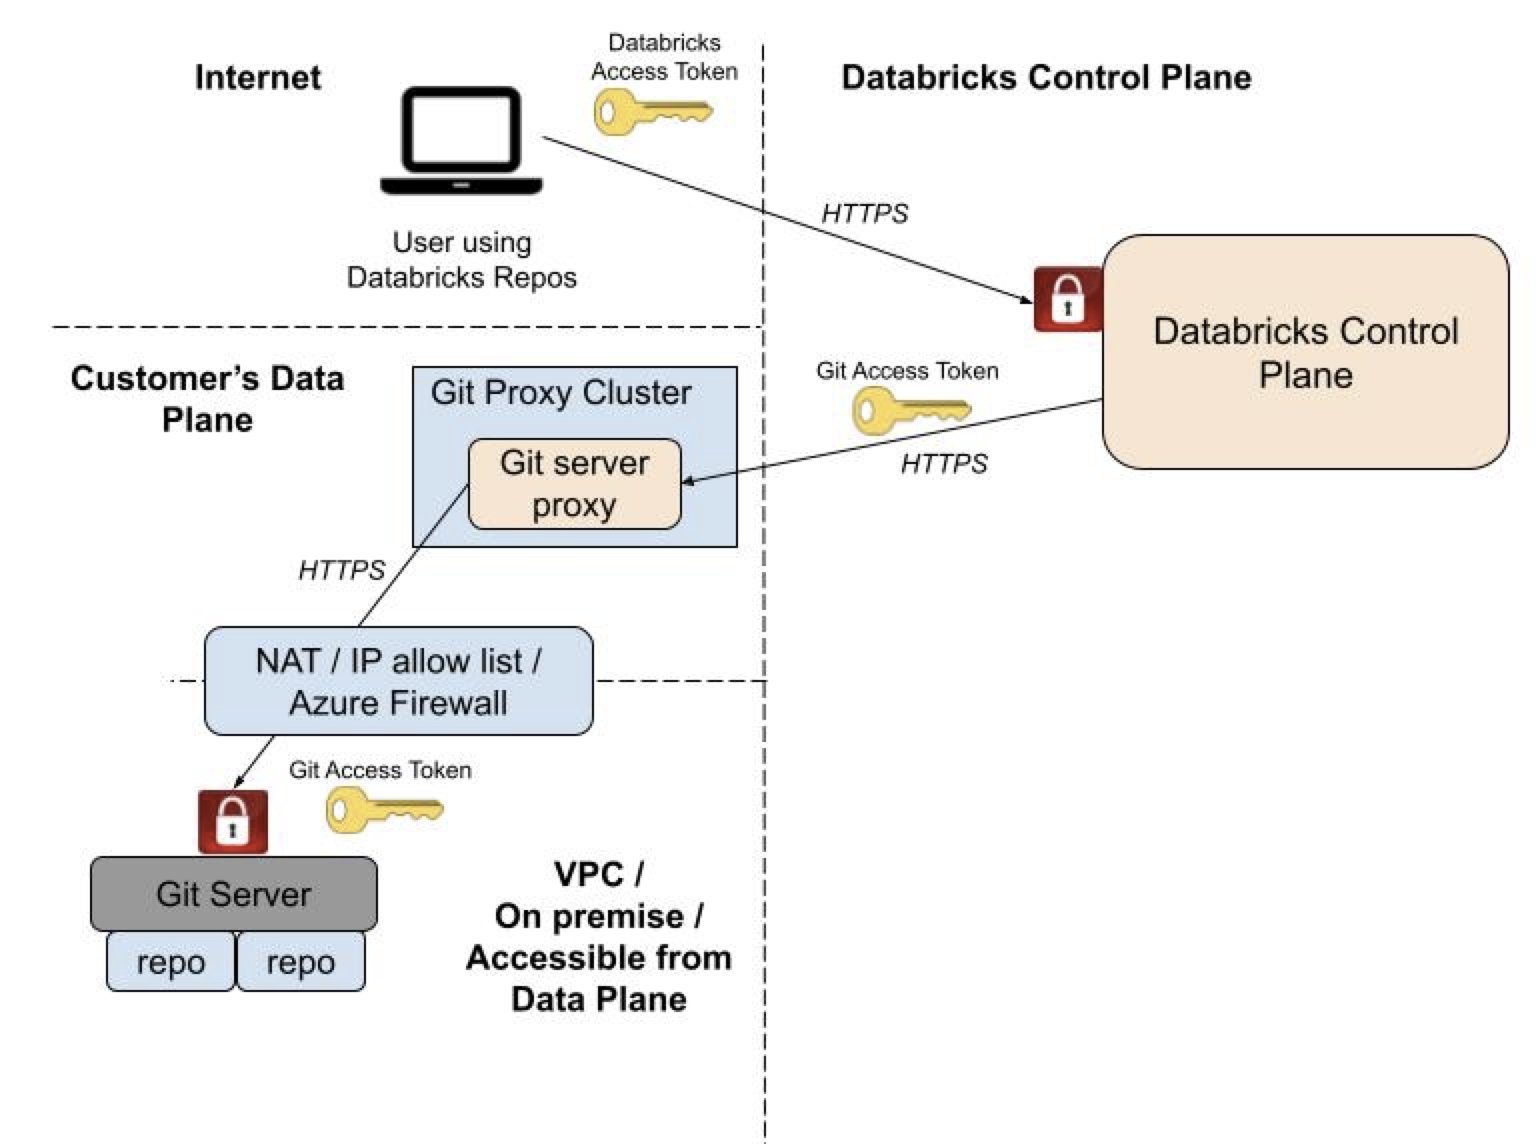 Internet
Databricks
Access Token
Databricks Control Plane
HTTPS
User using
Databricks Repos
Databricks Control
Plane
Customer’s Data
Plane
Git Proxy Cluster
Git server
proxy
Git Access Token
HTTPS
HTTPS
NAT / IP allow list /
Azure Firewall
Git Access Token
Git Server
repo
repo
VPC /
On premise /
Accessible from
Data Plane